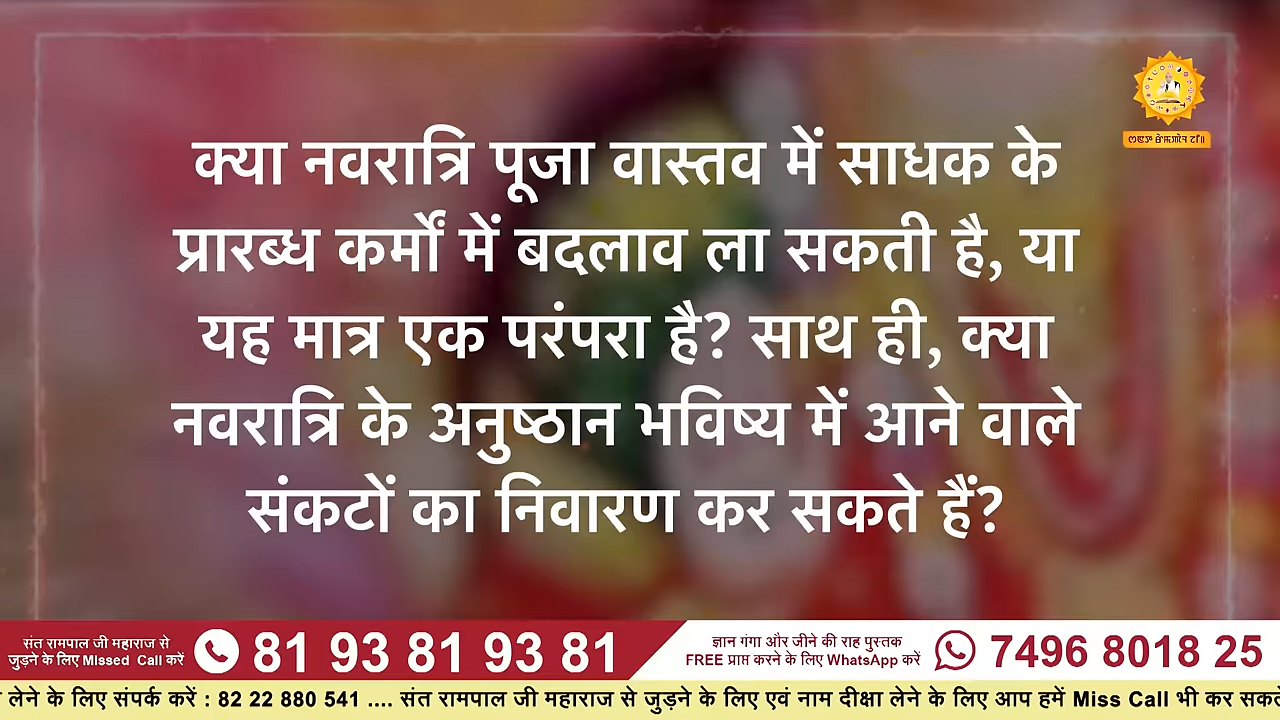 क्या नवरात्रि पूजा वास्तव में साधक के
प्रारब्ध कर्मों में बदलाव ला सकती है, या
यह मात्र एक परंपरा है? साथ ही, क्या
नवरात्रि के अनुष्ठान भविष्य में आने वाले
संकटों का निवारण कर सकते हैं?
संत रामपाल जी महाराज से
जुड़ने के लिए Missed Call करें
81 93 81 93 81
ज्ञान गंगा और जीने की राह पुस्तक
FREE प्राप्त करने के लिए WhatsApp करें
7496 8018 25
लेने के लिए संपर्क करें : 82 22 880 541 .... संत रामपाल जी महाराज से जुड़ने के लिए एवं नाम दीक्षा लेने के लिए आप हमें Miss Call भी कर